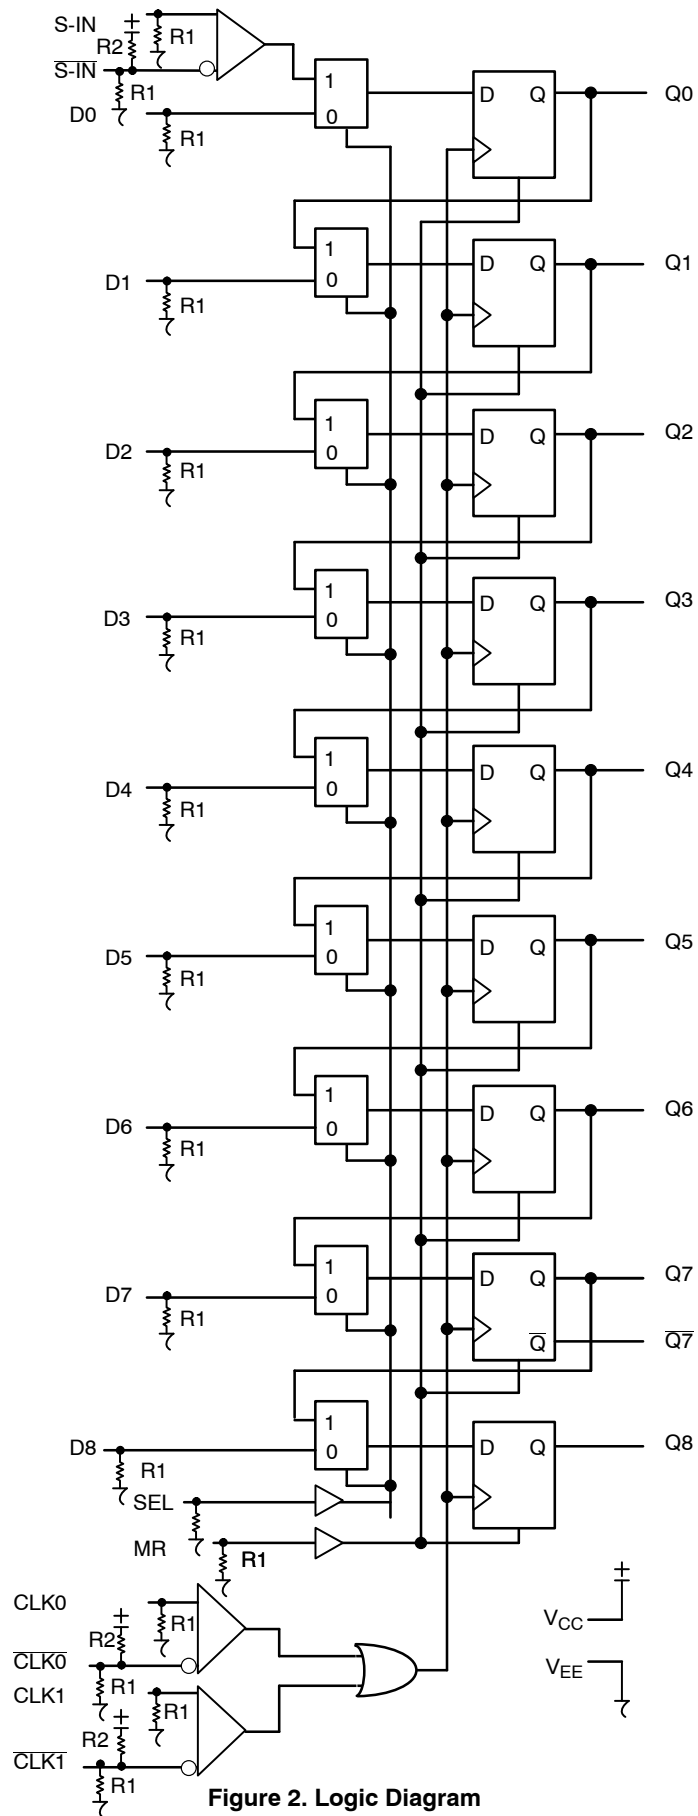 S-IN
R1
R2
S-IN
R1
D0
R1
1
0
D Q Q0
D1
R1
1
0
D Q Q1
D2
R1
1
0
D Q Q2
D3
R1
1
0
D Q Q3
D4
R1
1
0
D Q Q4
D5
R1
1
0
D Q Q5
D6
R1
1
0
D Q Q6
D7
R1
1
0
D Q Q7
Q̅ Q̅7̅
D8
R1
1
0
D Q Q8
SEL
MR
R1
CLK0
R1
R2
C̅L̅K̅0̅
R1
CLK1
R1
R2
C̅L̅K̅1̅
R1
VCC
VEE
Figure 2. Logic Diagram